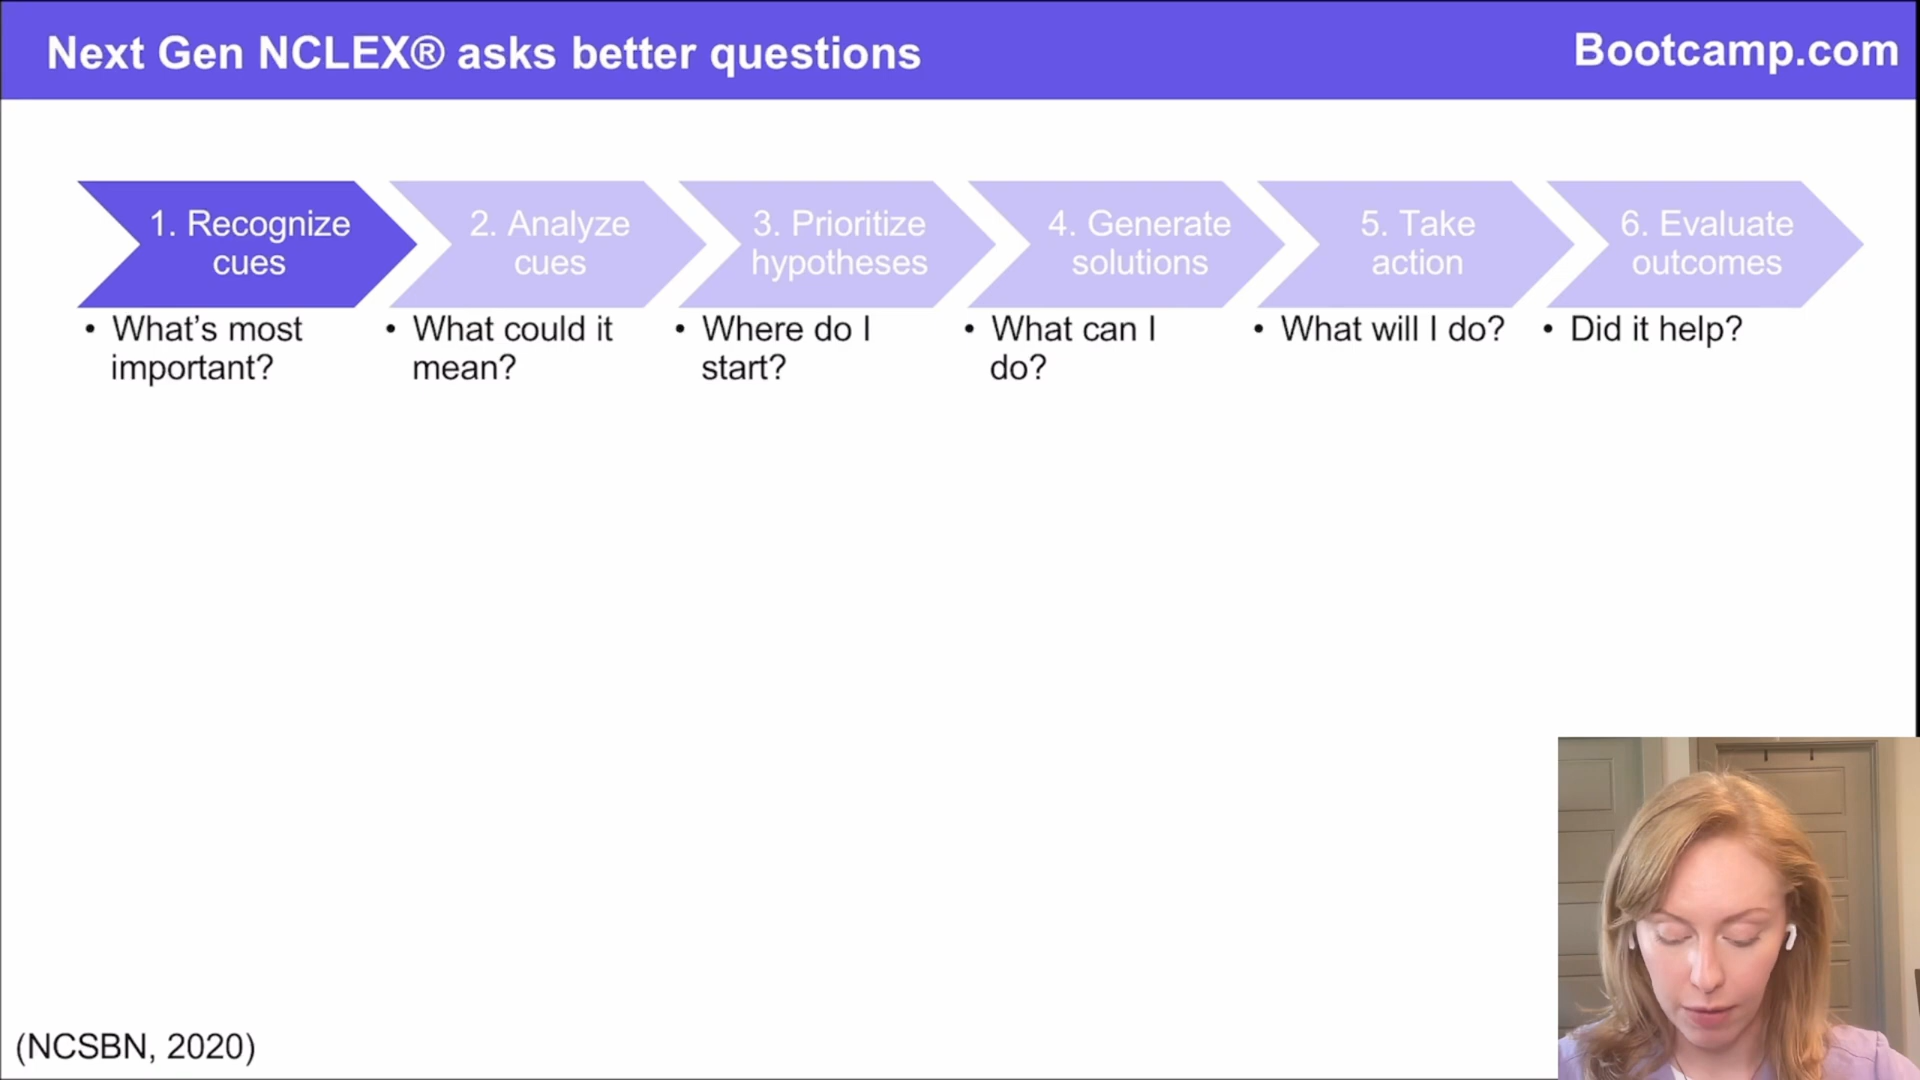 Next Gen NCLEX® asks better questions
Bootcamp.com
1. Recognize
cues
2. Analyze
cues
3. Prioritize
hypotheses
4. Generate
solutions
5. Take
action
6. Evaluate
outcomes
• What’s most
important?
• What could it
mean?
• Where do I
start?
• What can I
do?
• What will I do?
• Did it help?
(NCSBN, 2020)